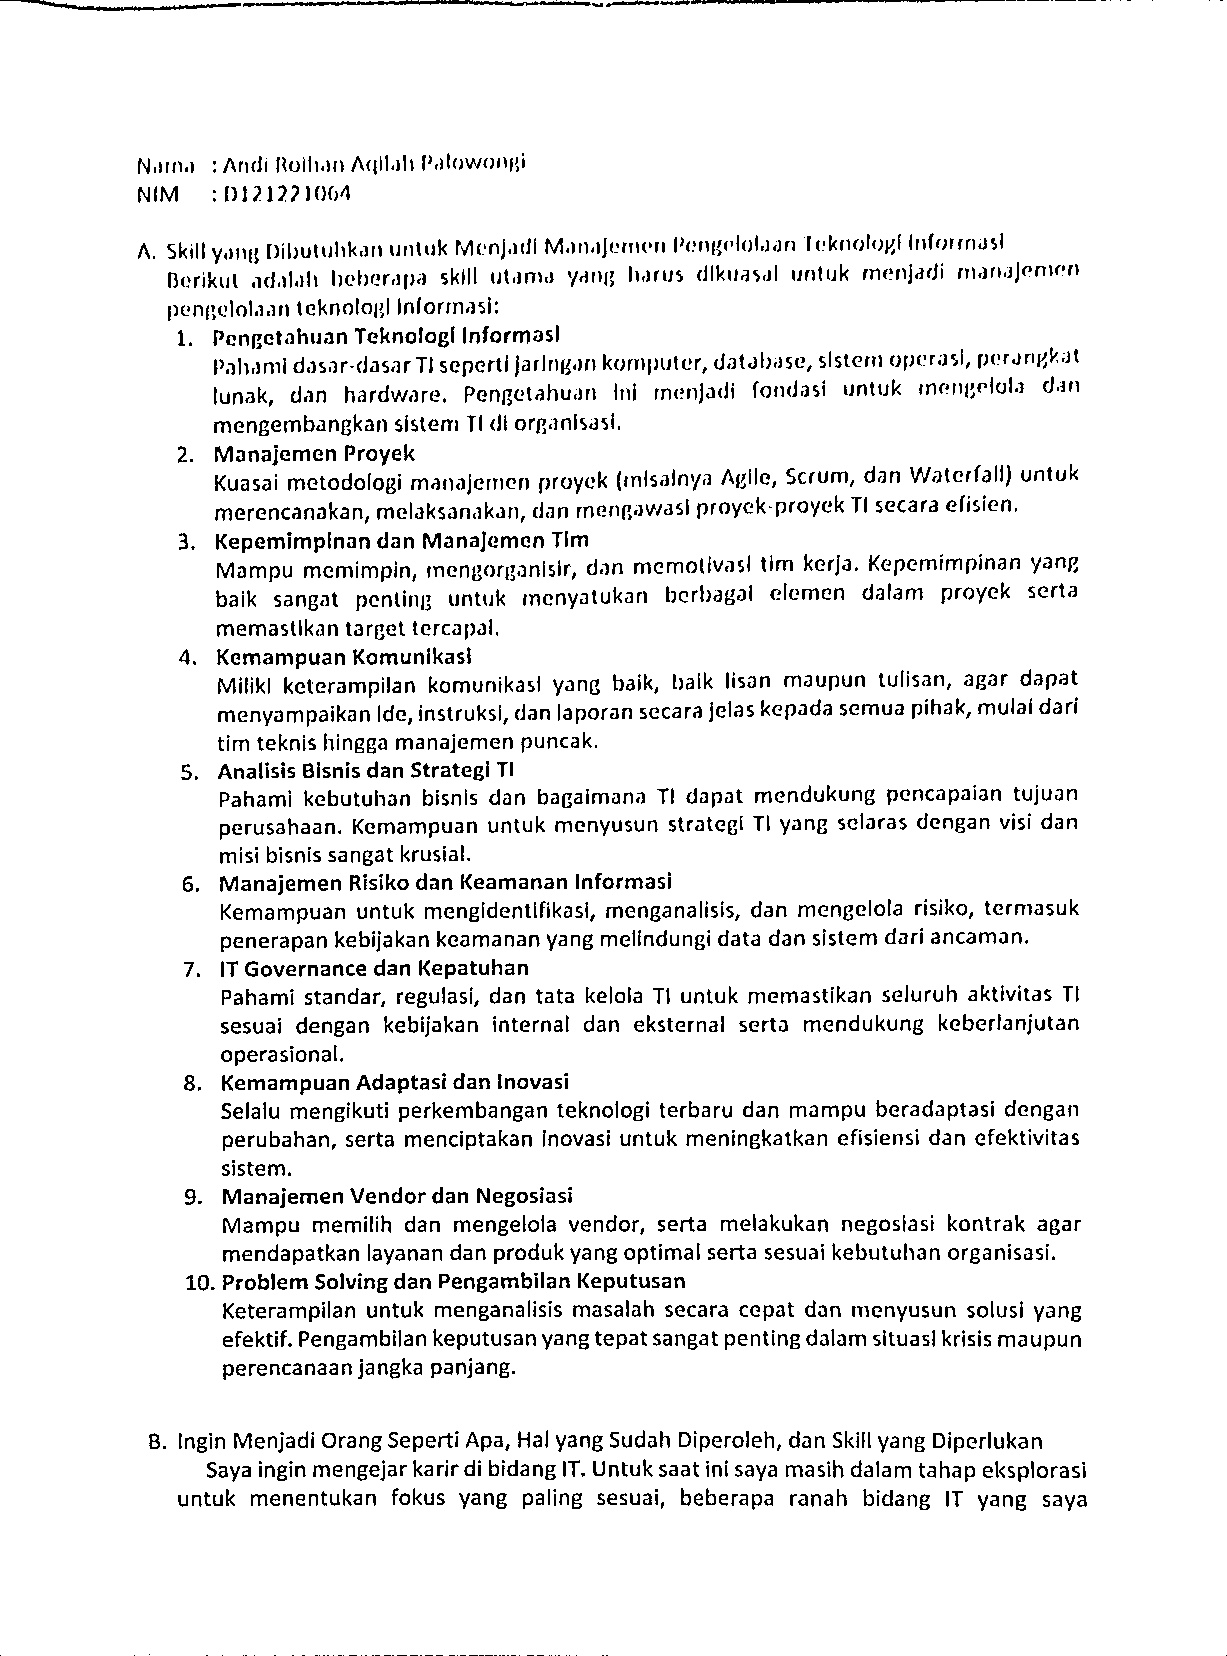 Nama : Andi Roihan Aqilah Palowongi
NIM : D121221064
A. Skill yang Dibutuhkan untuk Menjadi Manajemen Pengelolaan Teknologi Informasi
Berikut adalah beberapa skill utama yang harus dikuasai untuk menjadi manajemen
pengelolaan teknologi informasi:
1. Pengetahuan Teknologi Informasi
Pahami dasar-dasar TI seperti jaringan komputer, database, sistem operasi, perangkat
lunak, dan hardware. Pengetahuan ini menjadi fondasi untuk mengelola dan
mengembangkan sistem TI di organisasi.
2. Manajemen Proyek
Kuasai metodologi manajemen proyek (misalnya Agile, Scrum, dan Waterfall) untuk
merencanakan, melaksanakan, dan mengawasi proyek-proyek TI secara efisien.
3. Kepemimpinan dan Manajemen Tim
Mampu memimpin, mengorganisir, dan memotivasi tim kerja. Kepemimpinan yang
baik sangat penting untuk menyatukan berbagai elemen dalam proyek serta
memastikan target tercapai.
4. Kemampuan Komunikasi
Miliki keterampilan komunikasi yang baik, baik lisan maupun tulisan, agar dapat
menyampaikan ide, instruksi, dan laporan secara jelas kepada semua pihak, mulai dari
tim teknis hingga manajemen puncak.
5. Analisis Bisnis dan Strategi TI
Pahami kebutuhan bisnis dan bagaimana TI dapat mendukung pencapaian tujuan
perusahaan. Kemampuan untuk menyusun strategi TI yang selaras dengan visi dan
misi bisnis sangat krusial.
6. Manajemen Risiko dan Keamanan Informasi
Kemampuan untuk mengidentifikasi, menganalisis, dan mengelola risiko, termasuk
penerapan kebijakan keamanan yang melindungi data dan sistem dari ancaman.
7. IT Governance dan Kepatuhan
Pahami standar, regulasi, dan tata kelola TI untuk memastikan seluruh aktivitas TI
sesuai dengan kebijakan internal dan eksternal serta mendukung keberlanjutan
operasional.
8. Kemampuan Adaptasi dan Inovasi
Selalu mengikuti perkembangan teknologi terbaru dan mampu beradaptasi dengan
perubahan, serta menciptakan inovasi untuk meningkatkan efisiensi dan efektivitas
sistem.
9. Manajemen Vendor dan Negosiasi
Mampu memilih dan mengelola vendor, serta melakukan negosiasi kontrak agar
mendapatkan layanan dan produk yang optimal serta sesuai kebutuhan organisasi.
10. Problem Solving dan Pengambilan Keputusan
Keterampilan untuk menganalisis masalah secara cepat dan menyusun solusi yang
efektif. Pengambilan keputusan yang tepat sangat penting dalam situasi krisis maupun
perencanaan jangka panjang.
B. Ingin Menjadi Orang Seperti Apa, Hal yang Sudah Diperoleh, dan Skill yang Diperlukan
Saya ingin mengejar karir di bidang IT. Untuk saat ini saya masih dalam tahap eksplorasi
untuk menentukan fokus yang paling sesuai, beberapa ranah bidang IT yang saya